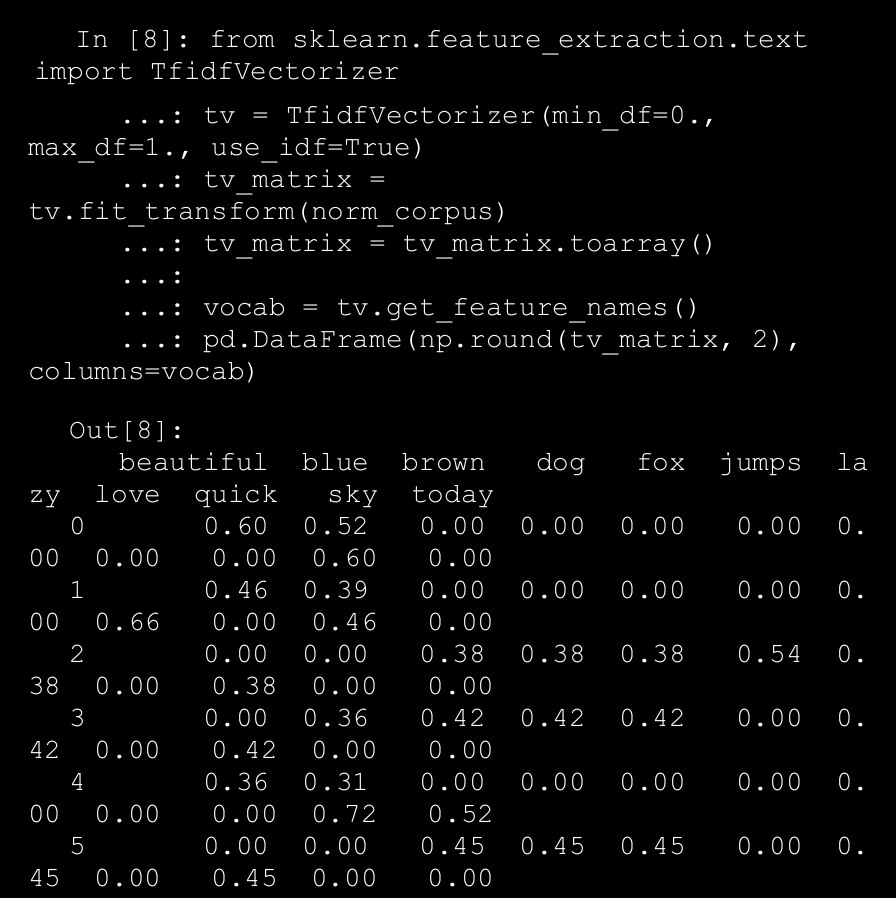 In [8]: from sklearn.feature_extraction.text
import TfidfVectorizer
...: tv = TfidfVectorizer(min_df=0.,
max_df=1., use_idf=True)
...: tv_matrix =
tv.fit_transform(norm_corpus)
...: tv_matrix = tv_matrix.toarray()
...:
...: vocab = tv.get_feature_names()
...: pd.DataFrame(np.round(tv_matrix, 2),
columns=vocab)
Out[8]:
beautiful blue brown dog fox jumps la
zy love quick sky today
0 0.60 0.52 0.00 0.00 0.00 0.00 0.
00 0.00 0.00 0.60 0.00
1 0.46 0.39 0.00 0.00 0.00 0.00 0.
00 0.66 0.00 0.46 0.00
2 0.00 0.00 0.38 0.38 0.38 0.54 0.
38 0.00 0.38 0.00 0.00
3 0.00 0.36 0.42 0.42 0.42 0.00 0.
42 0.00 0.42 0.00 0.00
4 0.36 0.31 0.00 0.00 0.00 0.00 0.
00 0.00 0.00 0.72 0.52
5 0.00 0.00 0.45 0.45 0.45 0.00 0.
45 0.00 0.45 0.00 0.00